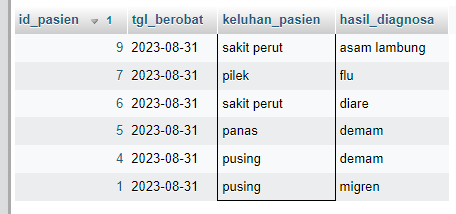 id_pasien 1 tgl_berobat keluhan_pasien hasil_diagnosa
9 2023-08-31 sakit perut asam lambung
7 2023-08-31 pilek flu
6 2023-08-31 sakit perut diare
5 2023-08-31 panas demam
4 2023-08-31 pusing demam
1 2023-08-31 pusing migren